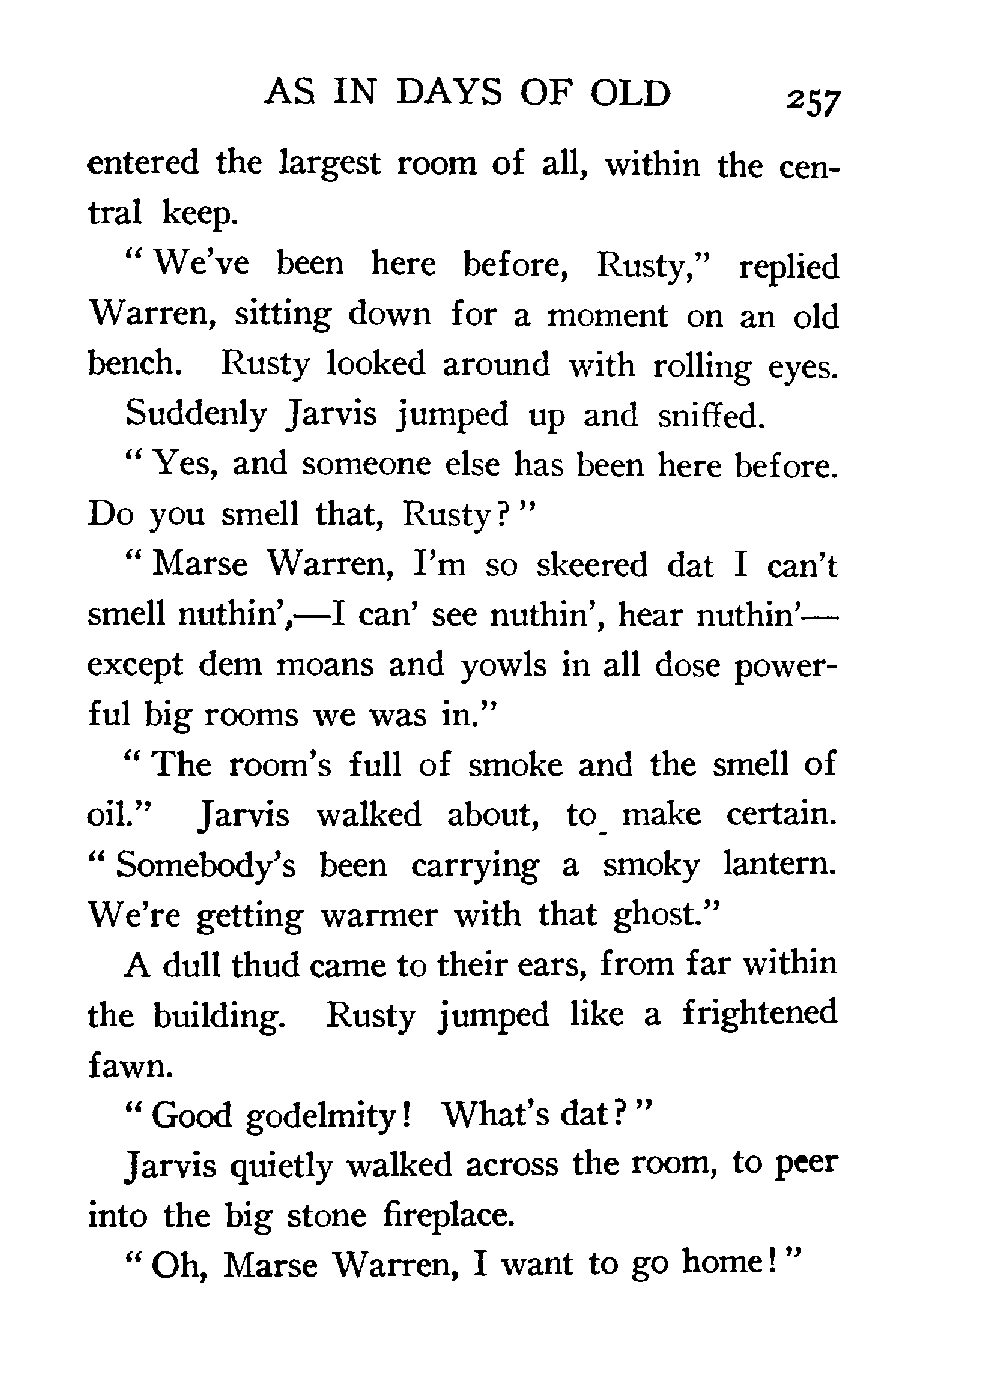 AS IN DAYS OF OLD 257
entered the largest room of all, within the cen-
tral keep.
“ We’ve been here before, Rusty,” replied
Warren, sitting down for a moment on an old
bench. Rusty looked around with rolling eyes.
Suddenly Jarvis jumped up and sniffed.
“ Yes, and someone else has been here before.
Do you smell that, Rusty? ”
“ Marse Warren, I’m so skeered dat I can’t
smell nuthin’,—I can’ see nuthin’, hear nuthin’—
except dem moans and yowls in all dose power-
ful big rooms we was in.”
“ The room’s full of smoke and the smell of
oil.” Jarvis walked about, to make certain.
“ Somebody’s been carrying a smoky lantern.
We’re getting warmer with that ghost.”
A dull thud came to their ears, from far within
the building. Rusty jumped like a frightened
fawn.
“ Good godelmity! What’s dat? ”
Jarvis quietly walked across the room, to peer
into the big stone fireplace.
“ Oh, Marse Warren, I want to go home! ”